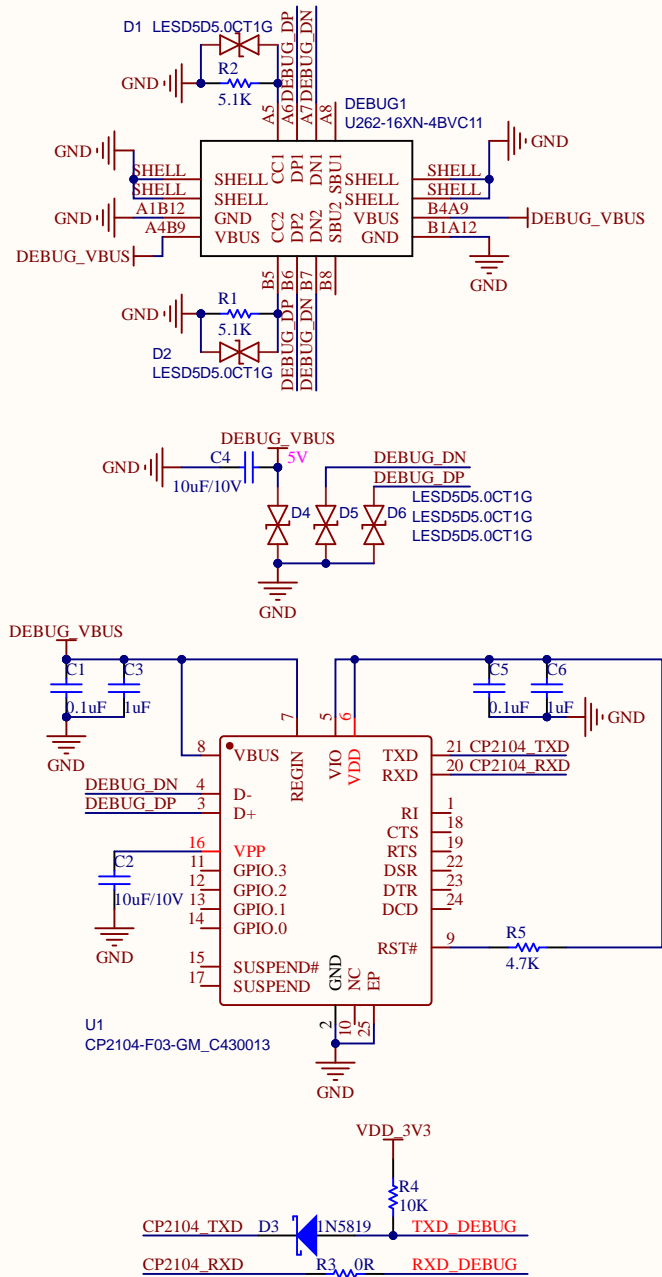 D1 LESD5D5.0CT1G
DEBUG_DP
DEBUG_DN
GND
R2
5.1K
A5
A6
A7
A8
DEBUG1
U262-16XN-4BVC11
GND
SHELL
SHELL
CC1
DP1
DN1
SBU1
SHELL
SHELL
SHELL
SHELL
SHELL
SHELL
GND
GND
A1B12
GND
VBUS
B4A9
DEBUG_VBUS
A4B9
VBUS
GND
B1A12
DEBUG_VBUS
CC2
DP2
DN2
SBU2
GND
B5
B6
B7
B8
GND
R1
5.1K
DEBUG_DP
DEBUG_DN
D2
LESD5D5.0CT1G
DEBUG_VBUS
5V
GND
C4
10uF/10V
DEBUG_DN
DEBUG_DP
D4
D5
D6
LESD5D5.0CT1G
LESD5D5.0CT1G
LESD5D5.0CT1G
GND
DEBUG_VBUS
C1
0.1uF
C3
1uF
GND
C5
0.1uF
C6
1uF
GND
7
5
6
8
VBUS
REGIN
VIO
VDD
TXD
21
CP2104_TXD
RXD
20
CP2104_RXD
DEBUG_DN
4
D-
DEBUG_DP
3
D+
RI
1
CTS
18
16
VPP
RTS
19
C2
10uF/10V
GND
11
GPIO.3
DSR
22
12
GPIO.2
DTR
23
13
GPIO.1
DCD
24
14
GPIO.0
RST#
9
R5
4.7K
15
SUSPEND#
17
SUSPEND
GND
NC
EP
2
10
25
U1
CP2104-F03-GM_C430013
GND
VDD_3V3
R4
10K
CP2104_TXD
D3
1N5819
TXD_DEBUG
CP2104_RXD
R3
0R
RXD_DEBUG